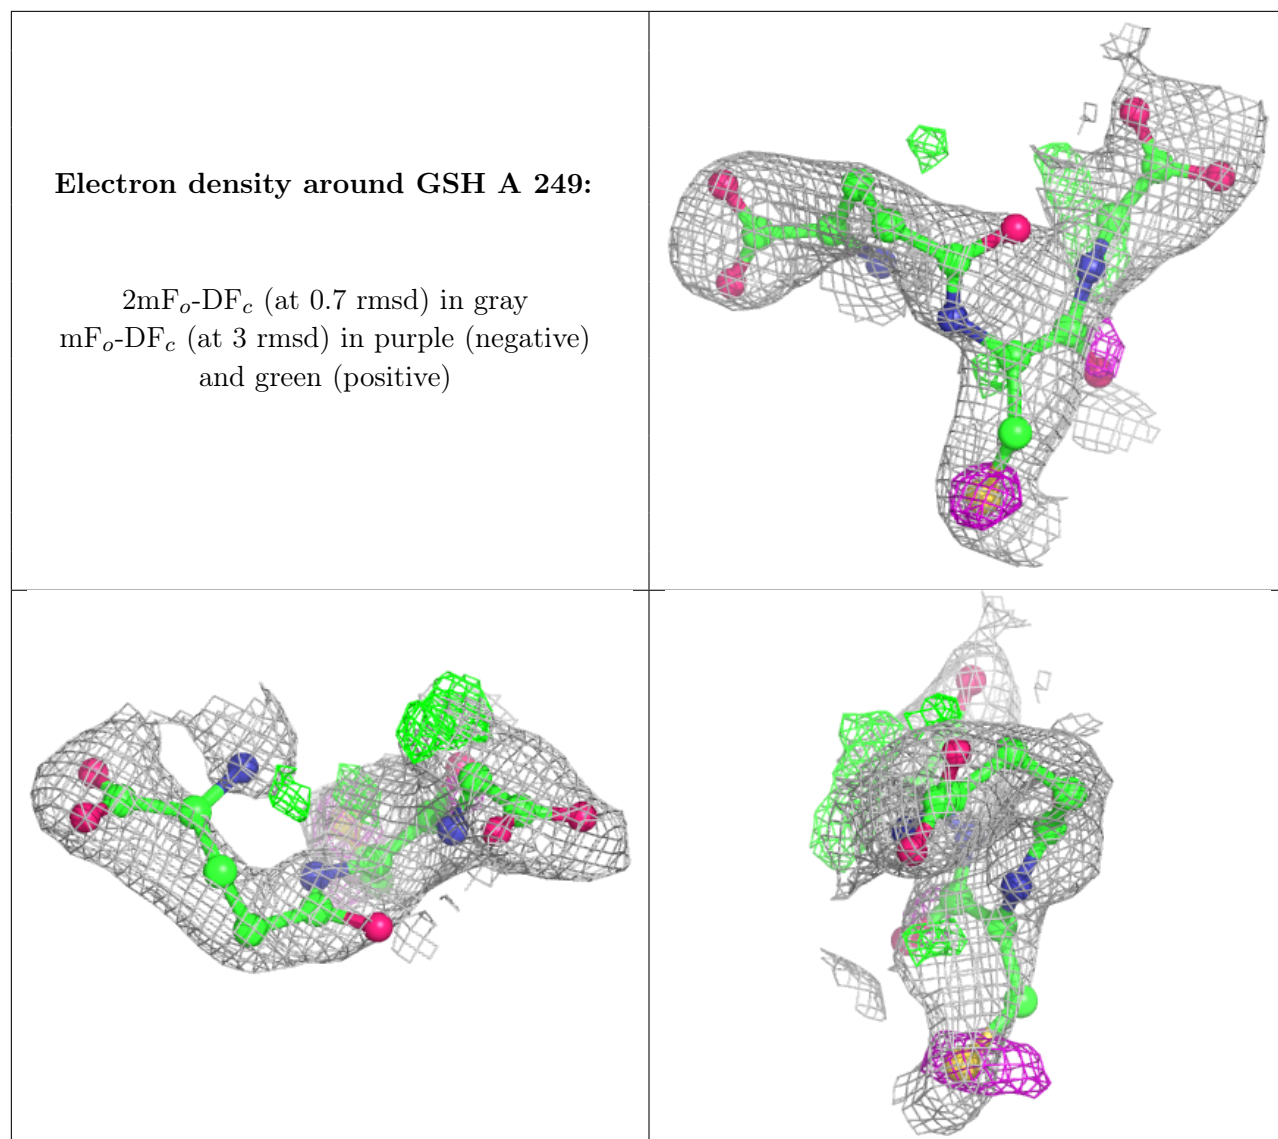 Electron density around GSH A 249:
2mFo-DFc (at 0.7 rmsd) in gray
mFo-DFc (at 3 rmsd) in purple (negative)
and green (positive)